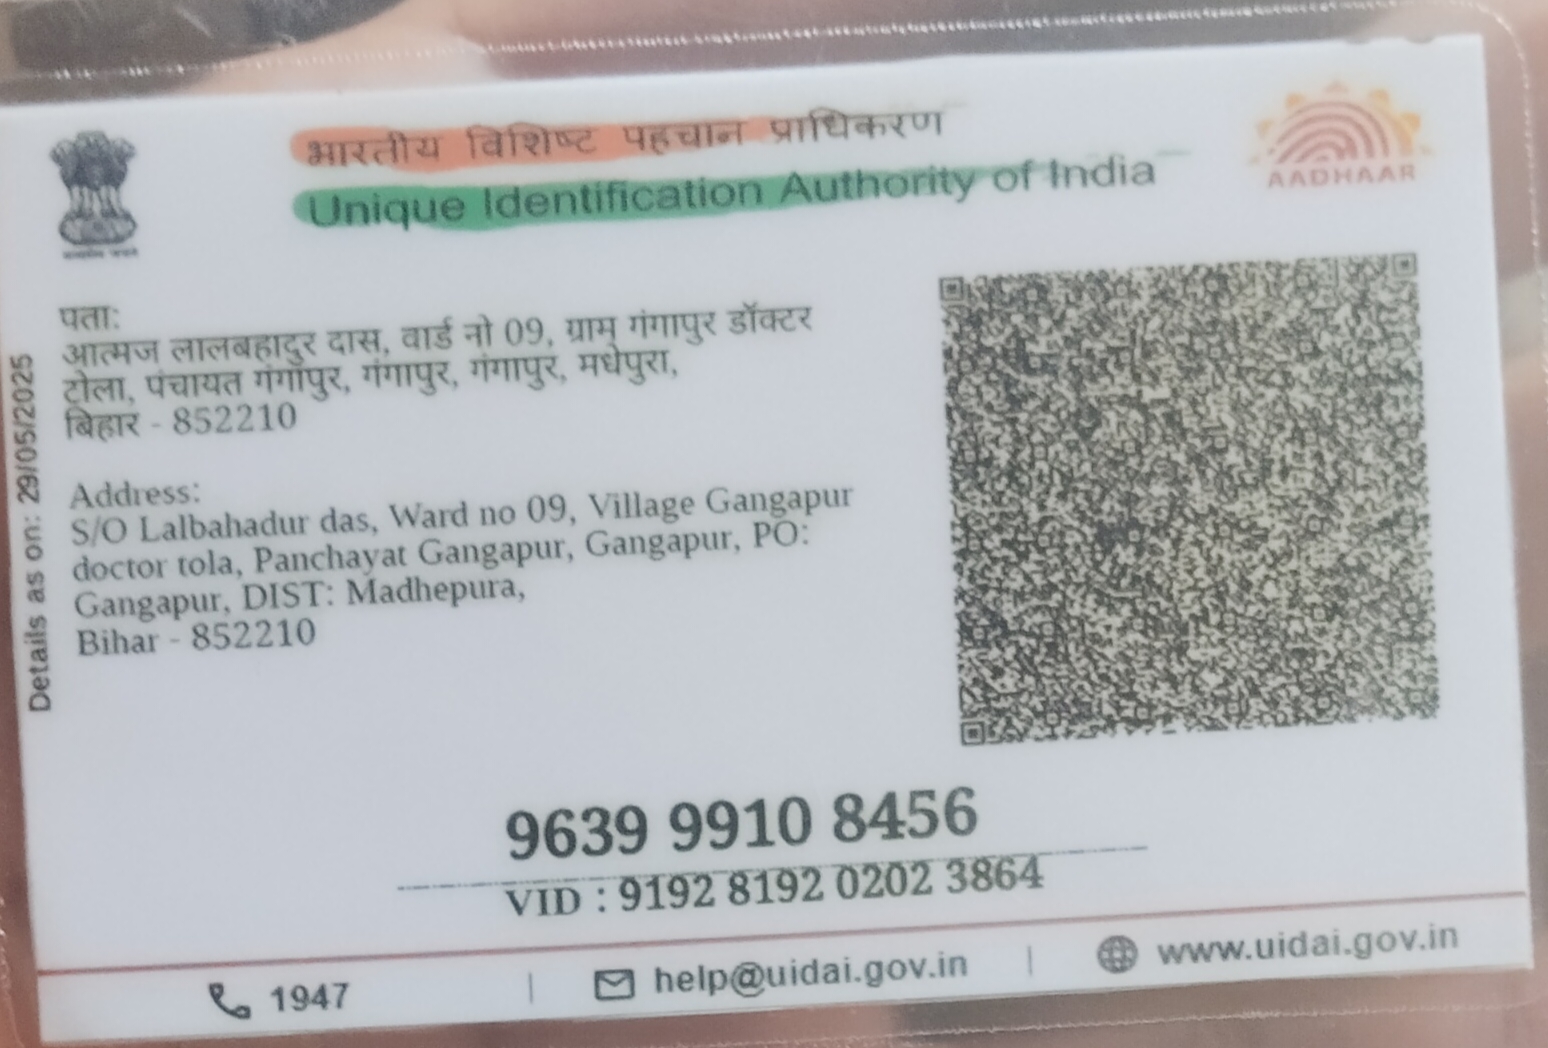 भारतीय विशिष्ट पहचान प्राधिकरण
Unique Identification Authority of India
AADHAAR
Details as on: 29/05/2025
पता:
आत्मज लालबहादुर दास, वार्ड नो 09, ग्राम गंगापुर डॉक्टर
टोला, पंचायत गंगापुर, गंगापुर, गंगापुर, मधेपुरा,
बिहार - 852210
Address:
S/O Lalbahadur das, Ward no 09, Village Gangapur
doctor tola, Panchayat Gangapur, Gangapur, PO:
Gangapur, DIST: Madhepura,
Bihar - 852210
9639 9910 8456
VID : 9192 8192 0202 3864
1947 | help@uidai.gov.in | www.uidai.gov.in